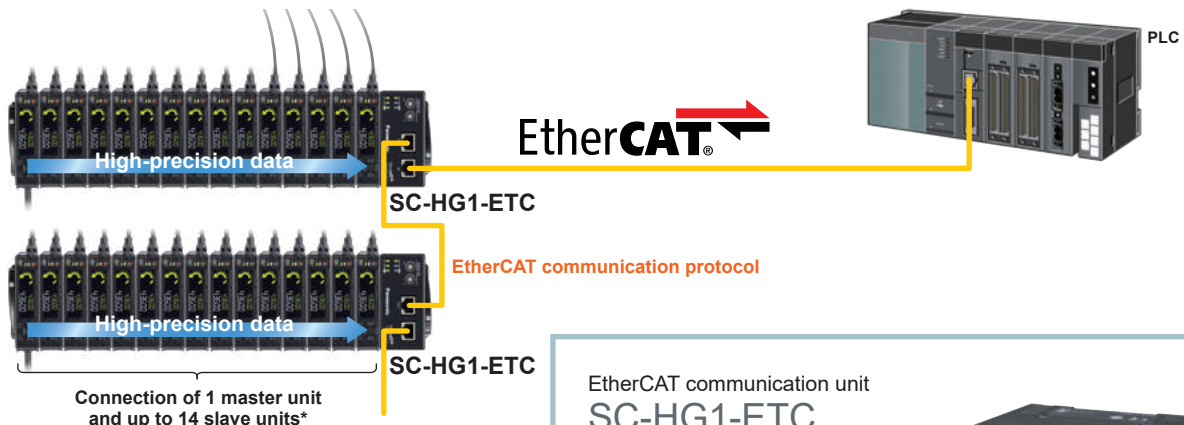 PLC
EtherCAT®
High-precision data
SC-HG1-ETC
EtherCAT communication protocol
High-precision data
SC-HG1-ETC
Connection of 1 master unit
and up to 14 slave units*
EtherCAT communication unit
SC-HG1-ETC